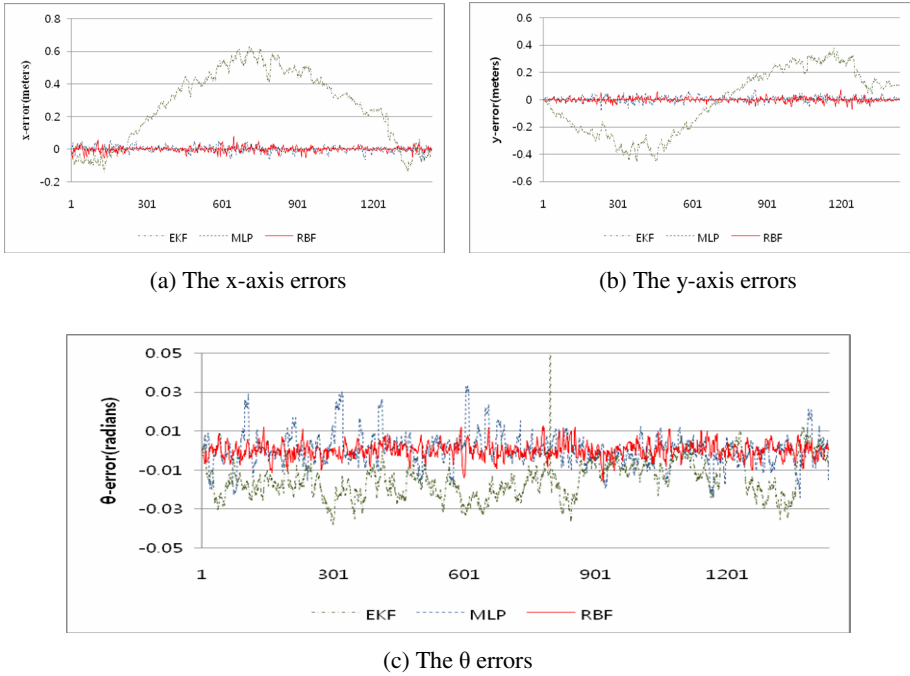 0.8
0.6
0.4
0.2
0
-0.2
x-error(meters)
1 301 601 901 1201
EKF MLP RBF
(a) The x-axis errors
0.6
0.4
0.2
0
-0.2
-0.4
-0.6
y-error(meters)
1 301 601 901 1201
EKF MLP RBF
(b) The y-axis errors
0.05
0.03
0.01
-0.01
-0.03
-0.05
θ-error(radians)
1 301 601 901 1201
EKF MLP RBF
(c) The θ errors